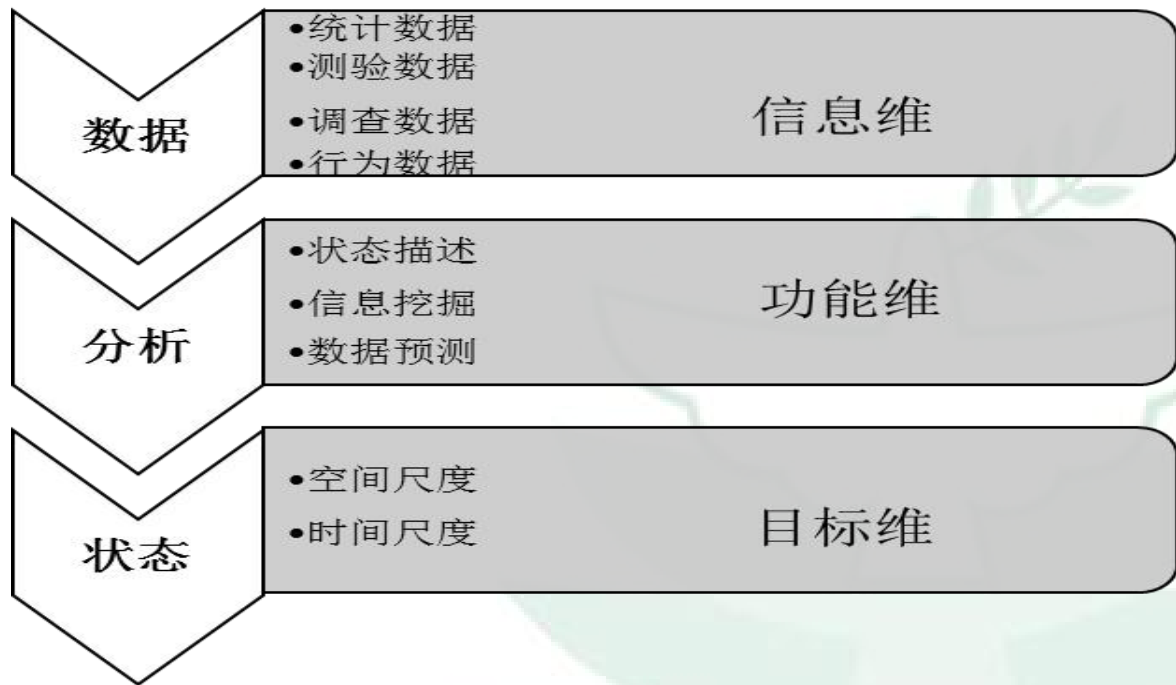 数据
•统计数据
•测验数据
•调查数据
•行为数据
信息维
分析
•状态描述
•信息挖掘
•数据预测
功能维
状态
•空间尺度
•时间尺度
目标维